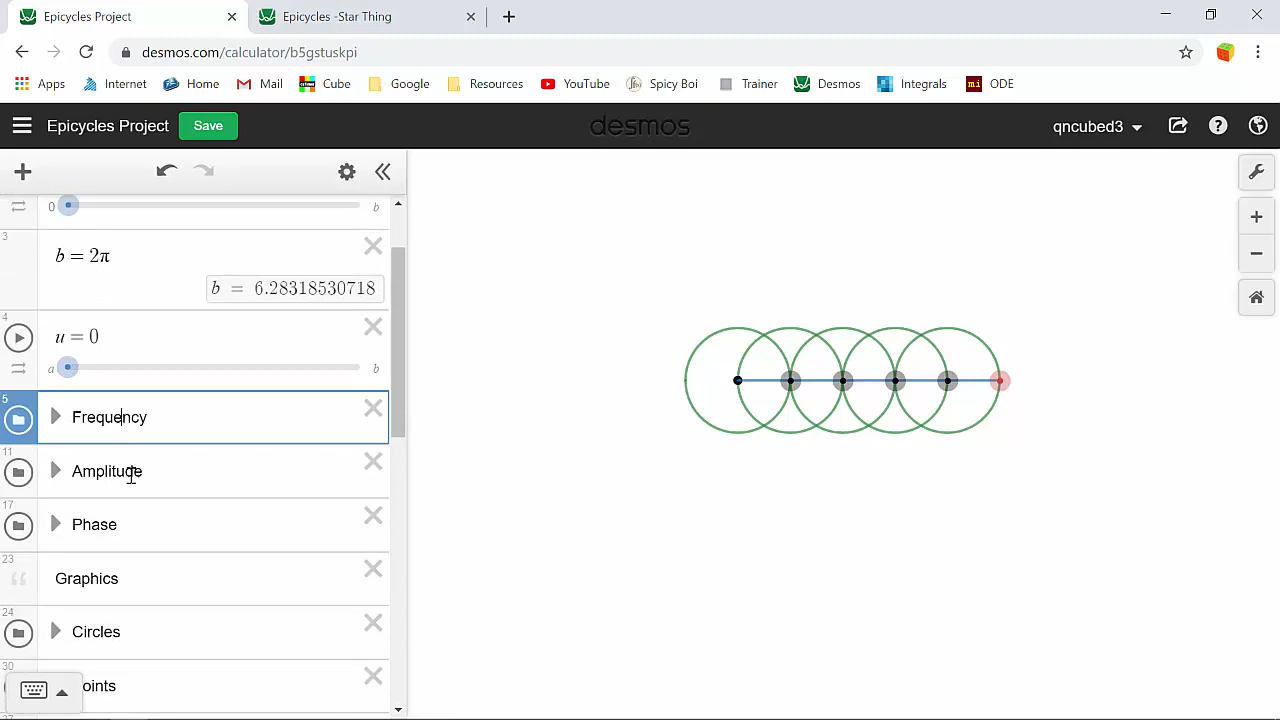 Epicycles Project
Epicycles -Star Thing
desmos.com/calculator/b5gstuskpi
Apps
Internet
Home
Mail
Cube
Google
Resources
YouTube
Spicy Boi
Trainer
Desmos
Integrals
mi
ODE
Epicycles Project
Save
desmos
qncubed3
0
b
3
b = 2π
b = 6.28318530718
4
u = 0
a
b
5
Frequency
11
Amplitude
17
Phase
23
Graphics
24
Circles
30
oints